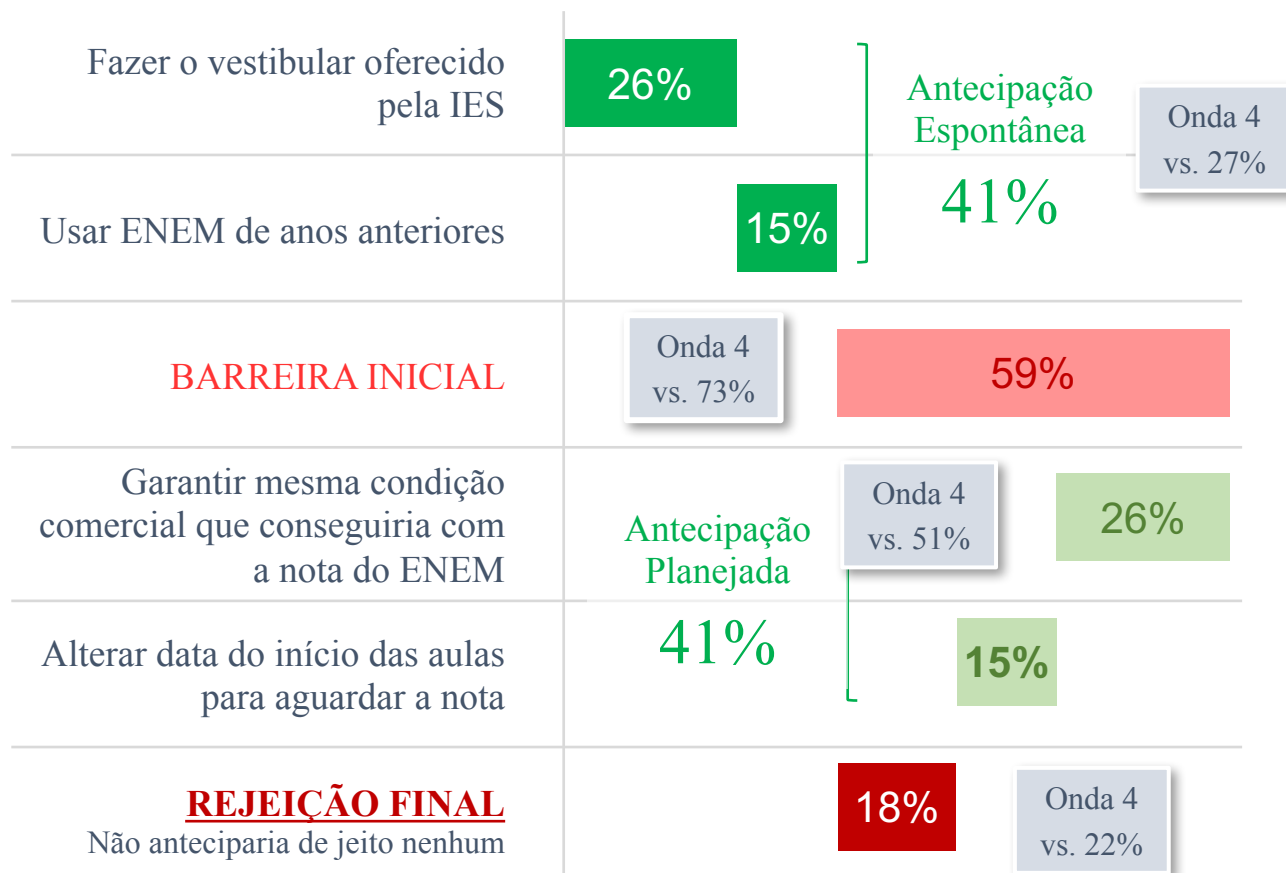 Fazer o vestibular oferecido
pela IES
26%
Antecipação
Espontânea
41%
Onda 4
vs. 27%
Usar ENEM de anos anteriores
15%
BARREIRA INICIAL
Onda 4
vs. 73%
59%
Garantir mesma condição
comercial que conseguiria com
a nota do ENEM
Antecipação
Planejada
41%
Onda 4
vs. 51%
26%
Alterar data do início das aulas
para aguardar a nota
15%
REJEIÇÃO FINAL
Não anteciparia de jeito nenhum
18%
Onda 4
vs. 22%